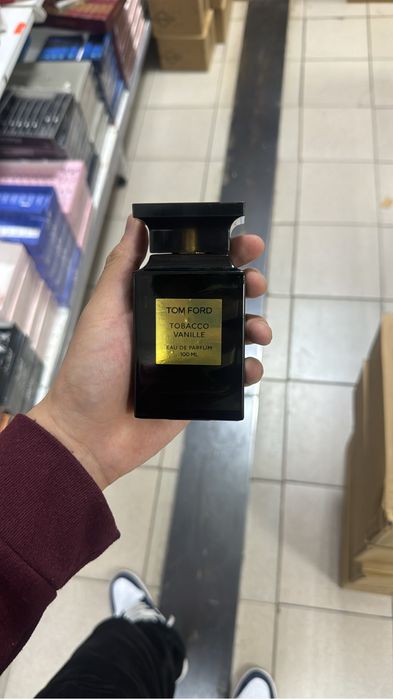 TOM FORD
TOBACCO
VANILLE
EAU DE PARFUM
100 ML